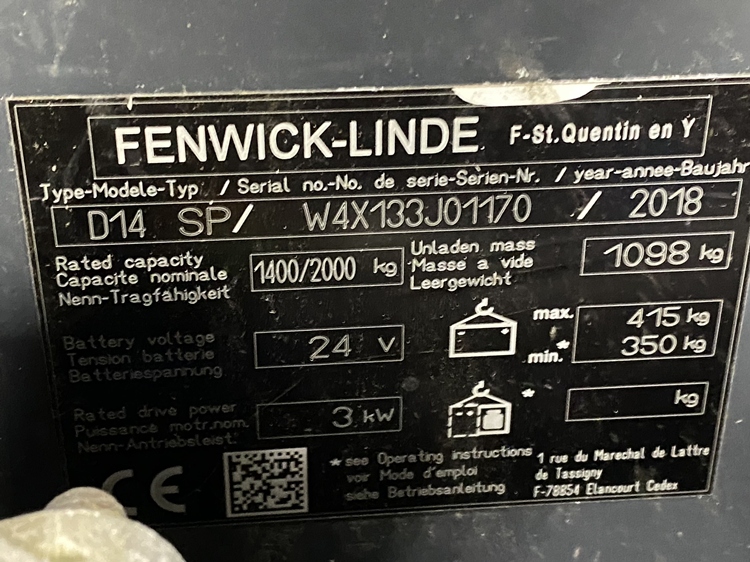 FENWICK-LINDE F-St.Quentin en Y
Type-Modele-Typ / Serial no.-No. de serie-Serien-Nr. / year-annee-Baujahr
D14 SP/ W4X133J01170 / 2018
Rated capacity
Capacite nominale
Nenn-Tragfähigkeit
1400/2000 kg
Unladen mass
Masse a vide
Leergewicht
1098 kg
Battery voltage
Tension batterie
Batteriespannung
24 V
max. 415 kg
min.* 350 kg
Rated drive power
Puissance motr.nom.
Nenn-Antriebsleist.
3 kW
* kg
CE
*see Operating instructions
voir Mode d'emploi
siehe Betriebsanleitung
1 rue du Marechal de Lattre
de Tassigny
F-78854 Elancourt Cedex